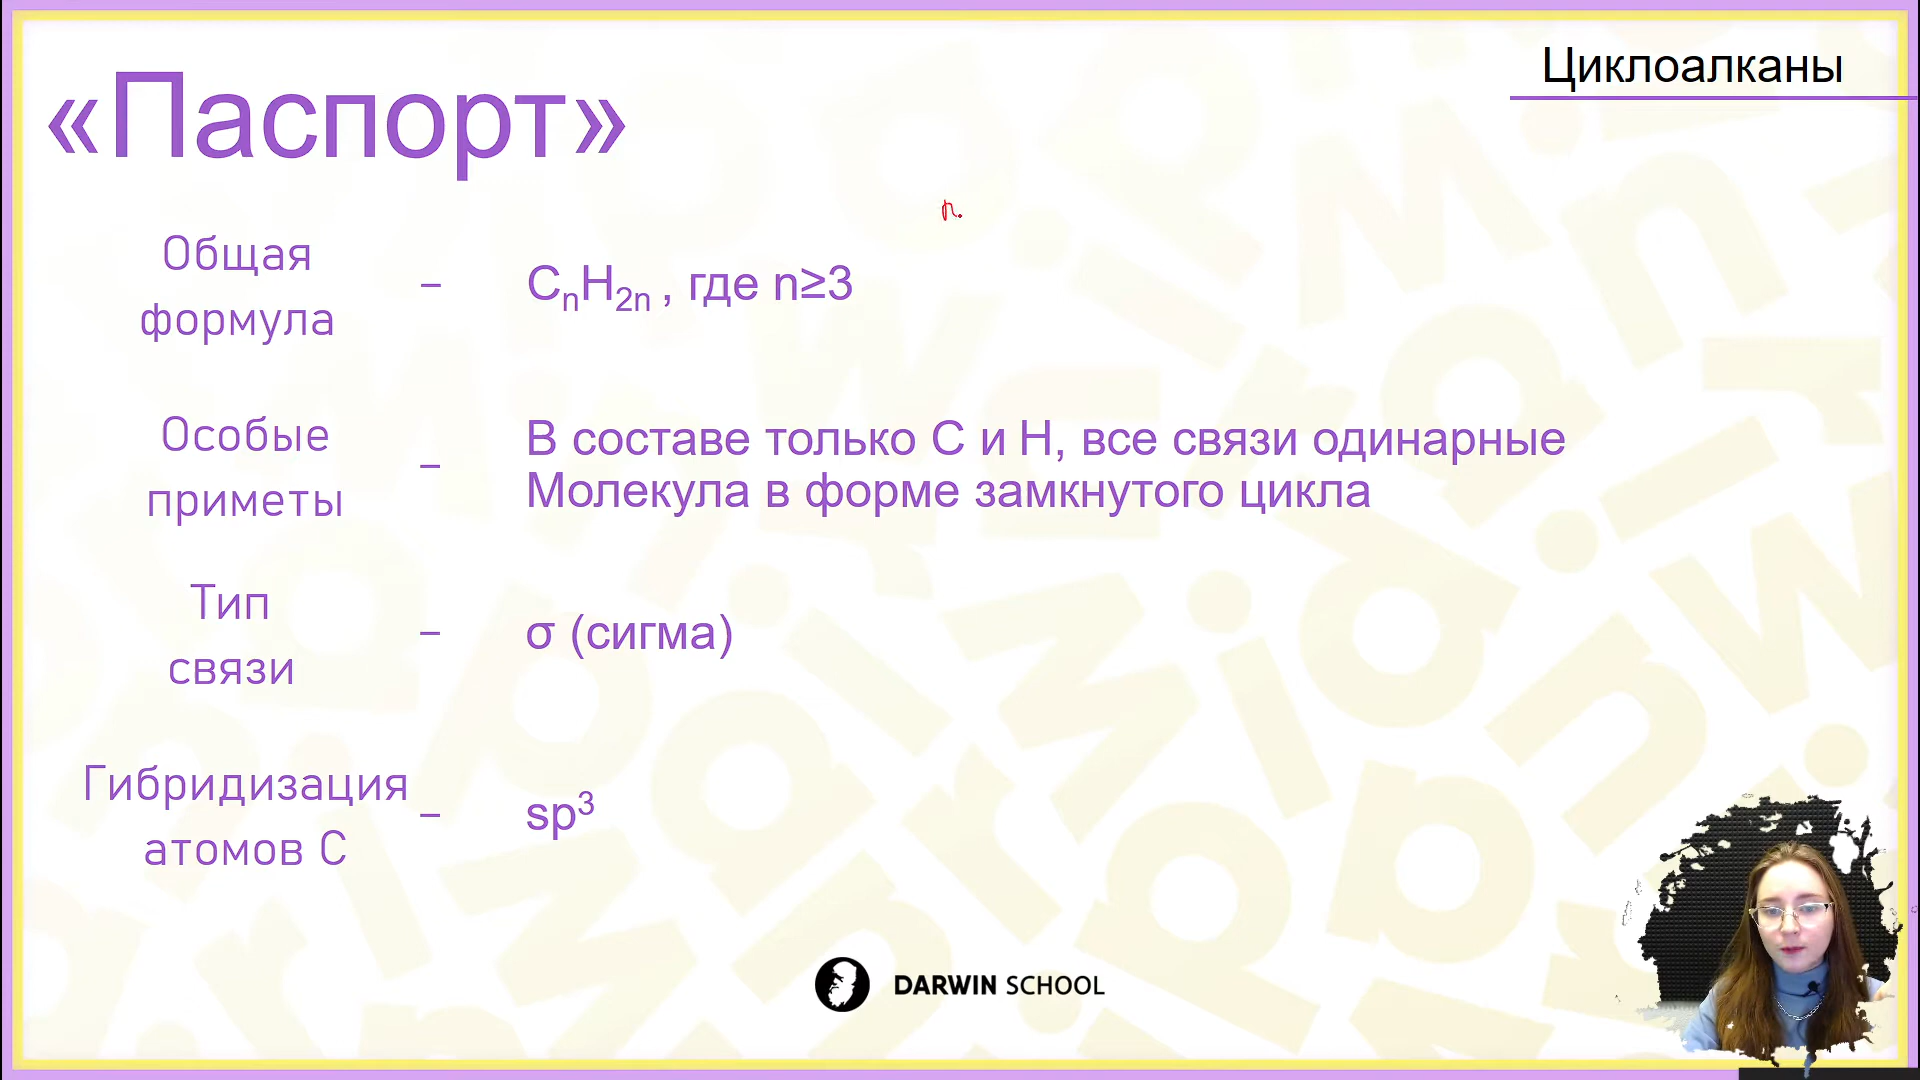 Циклоалканы
«Паспорт»
n.
Общая
формула
–
CₙH₂ₙ , где n≥3
Особые
приметы
–
В составе только С и Н, все связи одинарные
Молекула в форме замкнутого цикла
Тип
связи
–
σ (сигма)
Гибридизация
атомов С
–
sp³
DARWIN SCHOOL